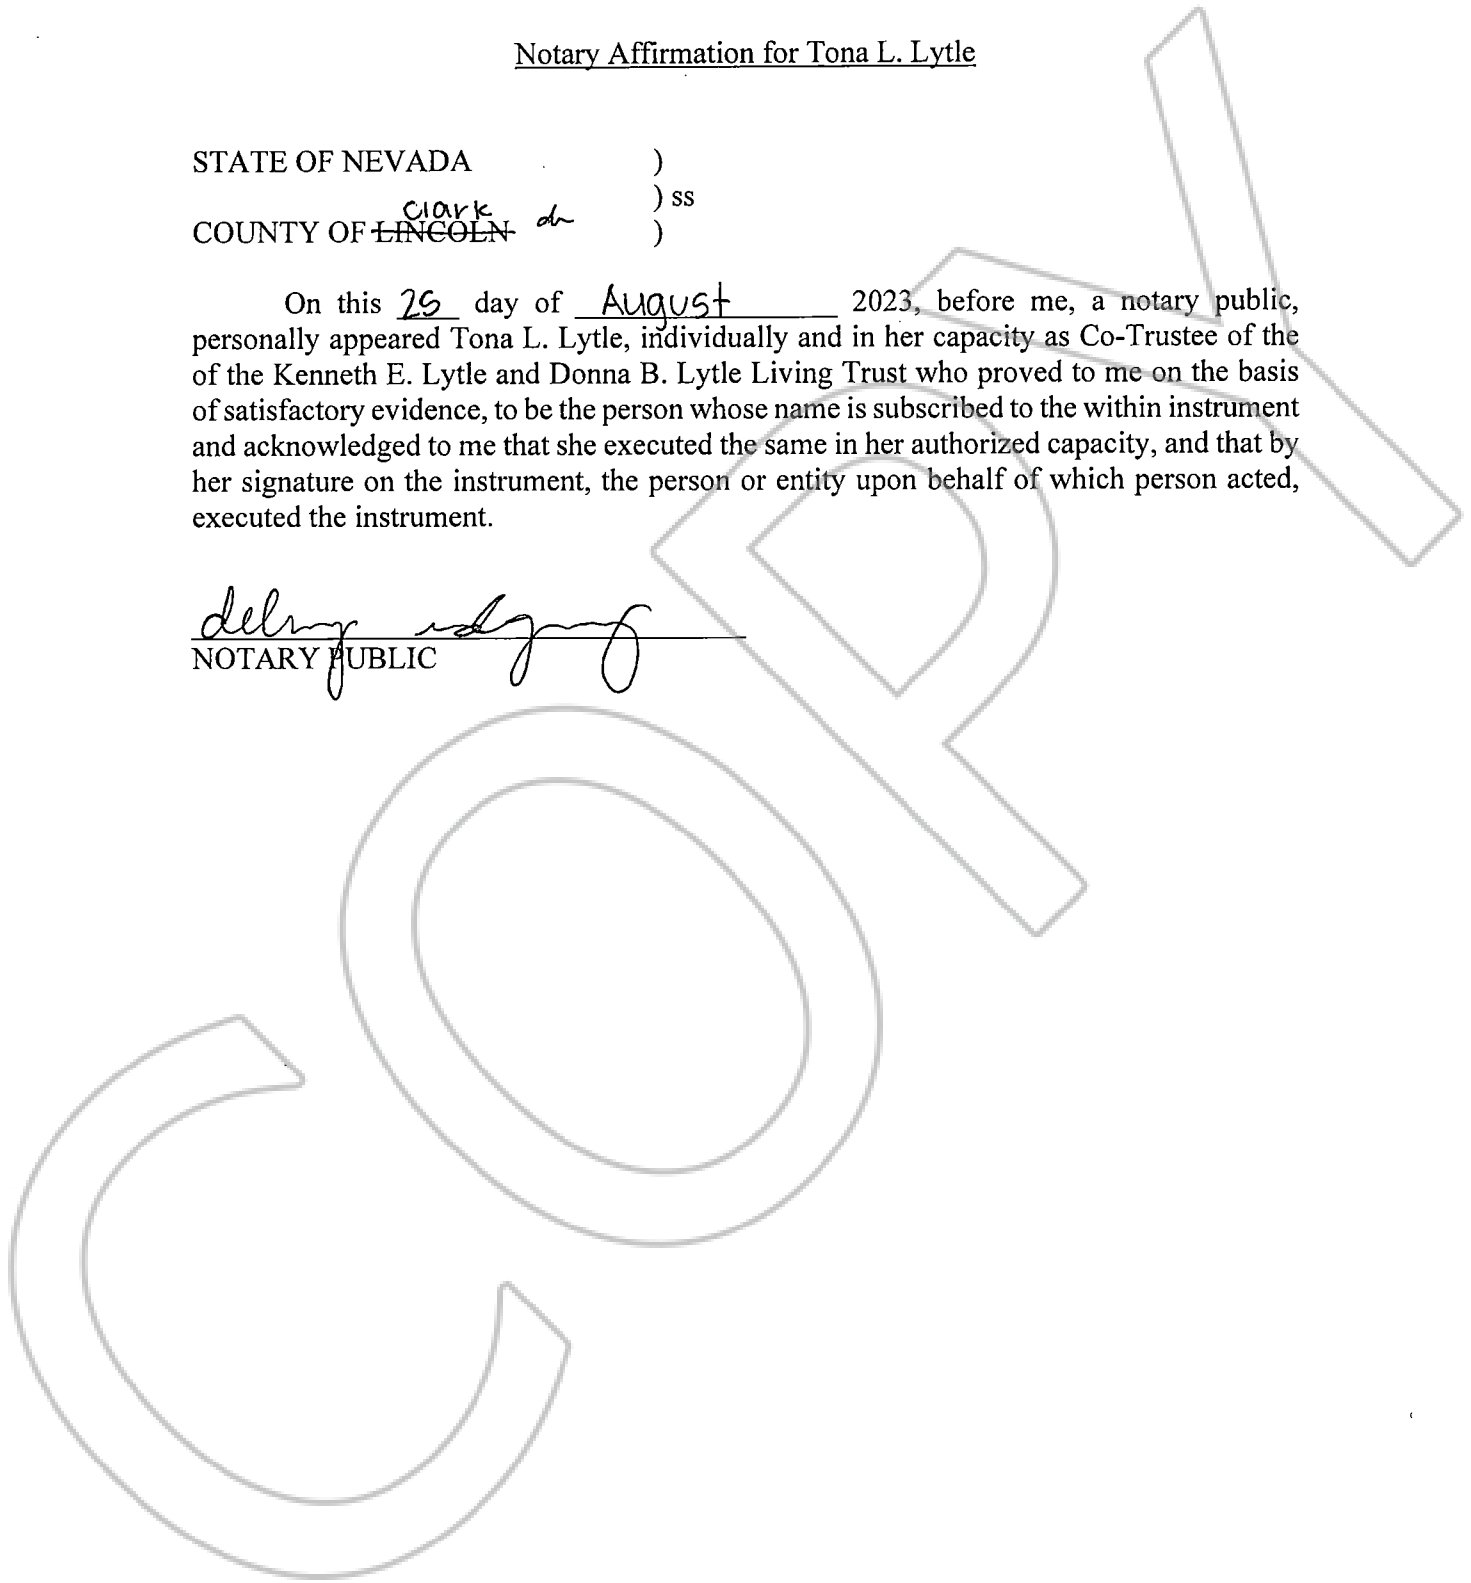 Notary Affirmation for Tona L. Lytle
STATE OF NEVADA )
) ss
Clark
COUNTY OF LINCOLN )
On this 25 day of August 2023, before me, a notary public,
personally appeared Tona L. Lytle, individually and in her capacity as Co-Trustee of the
of the Kenneth E. Lytle and Donna B. Lytle Living Trust who proved to me on the basis
of satisfactory evidence, to be the person whose name is subscribed to the within instrument
and acknowledged to me that she executed the same in her authorized capacity, and that by
her signature on the instrument, the person or entity upon behalf of which person acted,
executed the instrument.
NOTARY PUBLIC
COPY